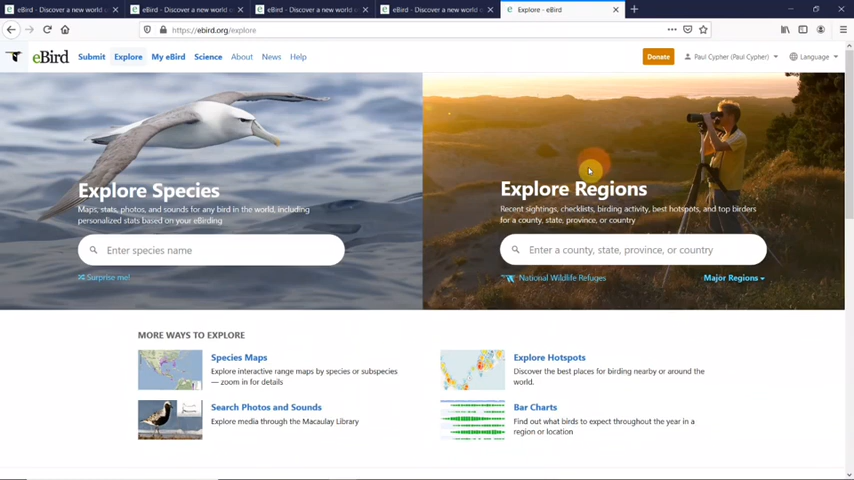 eBird - Discover a new world o
eBird - Discover a new world o
eBird - Discover a new world o
eBird - Discover a new world of
Explore - eBird
https://ebird.org/explore
eBird
Submit
Explore
My eBird
Science
About
News
Help
Donate
Paul Cypher (Paul Cypher)
Language
Explore Species
Maps, stats, photos, and sounds for any bird in the world, including
personalized stats based on your eBirding
Enter species name
Surprise me!
Explore Regions
Recent sightings, checklists, birding activity, best hotspots, and top birders
for a county, state, province, or country
Enter a county, state, province, or country
National Wildlife Refuges
Major Regions
MORE WAYS TO EXPLORE
Species Maps
Explore interactive range maps by species or subspecies
— zoom in for details
Explore Hotspots
Discover the best places for birding nearby or around the
world.
Search Photos and Sounds
Explore media through the Macaulay Library
Bar Charts
Find out what birds to expect throughout the year in a
region or location